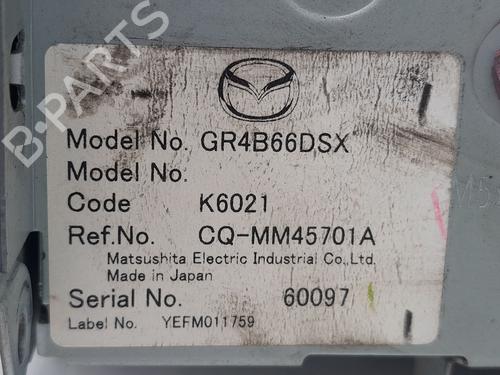 B-PARTS
Model No. GR4B66DSX
Model No.
Code K6021
Ref.No. CQ-MM45701A
Matsushita Electric Industrial Co.,Ltd.
Made in Japan
Serial No. 60097
Label No. YEFM011759